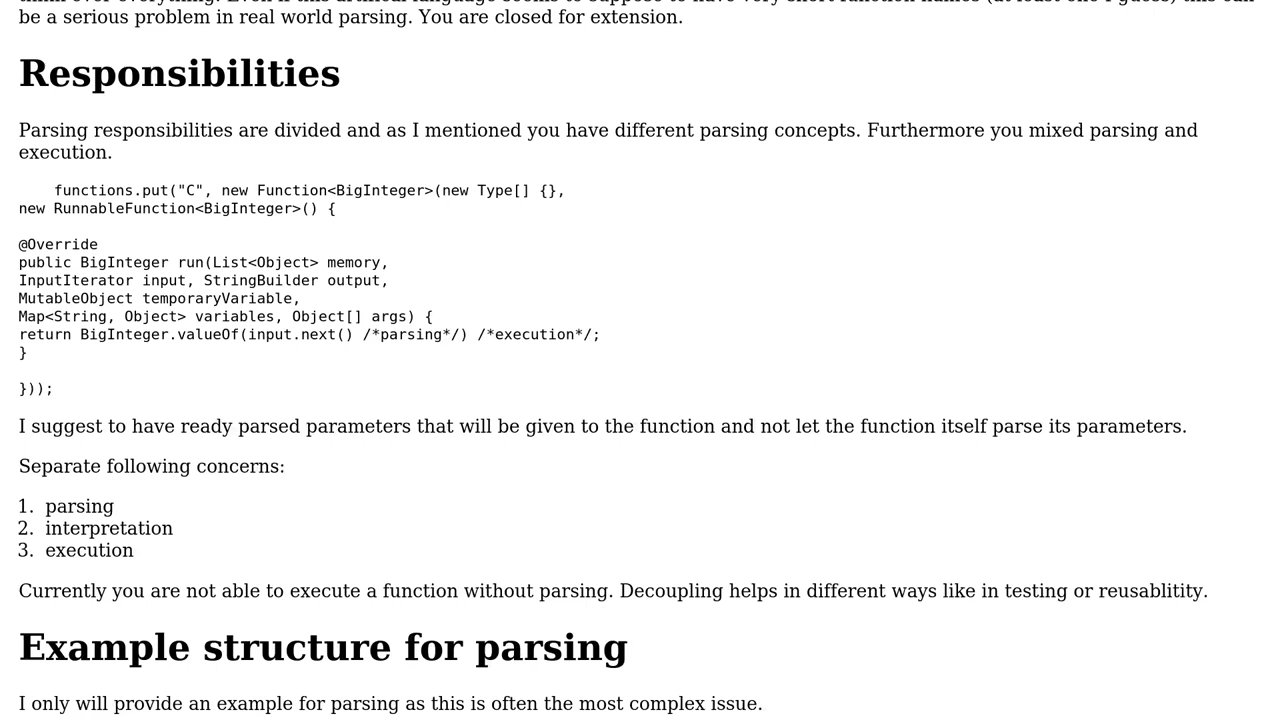 be a serious problem in real world parsing. You are closed for extension.
Responsibilities
Parsing responsibilities are divided and as I mentioned you have different parsing concepts. Furthermore you mixed parsing and
execution.
functions.put("C", new Function<BigInteger>(new Type[] {},
new RunnableFunction<BigInteger>() {
@Override
public BigInteger run(List<Object> memory,
InputIterator input, StringBuilder output,
MutableObject temporaryVariable,
Map<String, Object> variables, Object[] args) {
return BigInteger.valueOf(input.next() /*parsing*/) /*execution*/;
}
}));
I suggest to have ready parsed parameters that will be given to the function and not let the function itself parse its parameters.
Separate following concerns:
1. parsing
2. interpretation
3. execution
Currently you are not able to execute a function without parsing. Decoupling helps in different ways like in testing or reusablitity.
Example structure for parsing
I only will provide an example for parsing as this is often the most complex issue.